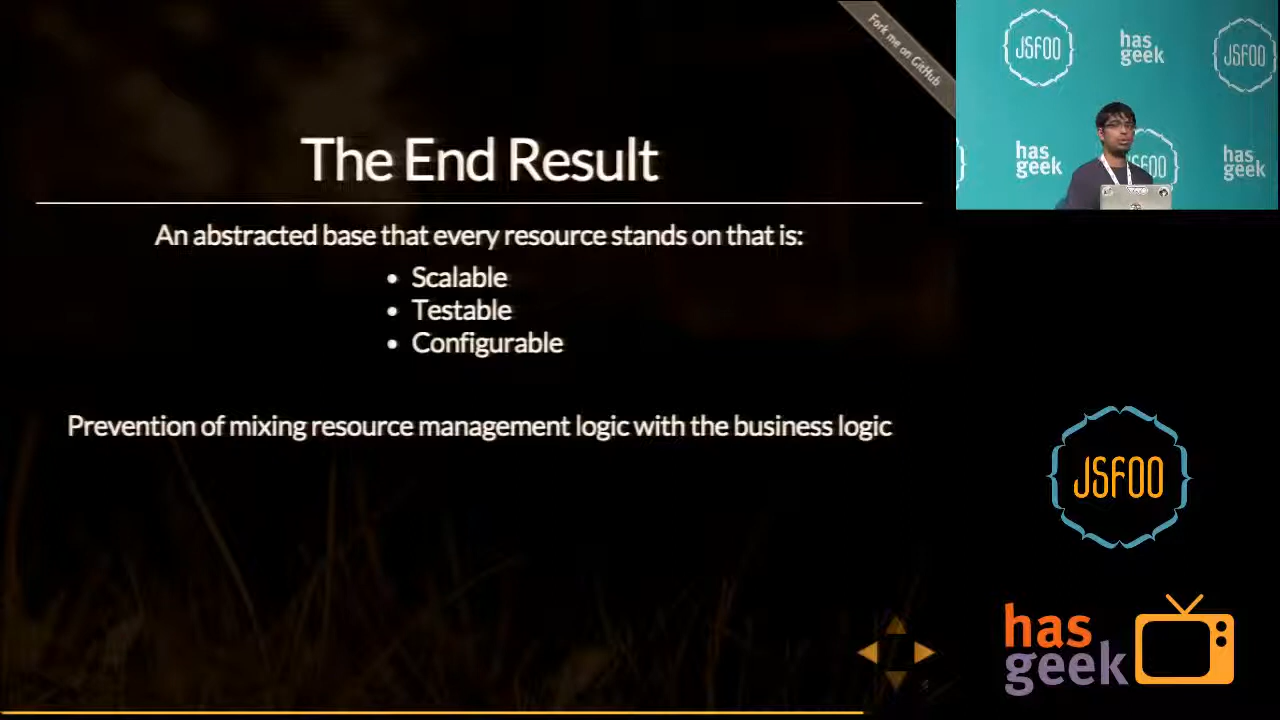 Fork me on GitHub
The End Result
An abstracted base that every resource stands on that is:
• Scalable
• Testable
• Configurable
Prevention of mixing resource management logic with the business logic
JSFOO
has
geek
JSFOO
has
geek
FOO
has
geek
JSFOO
has
geek